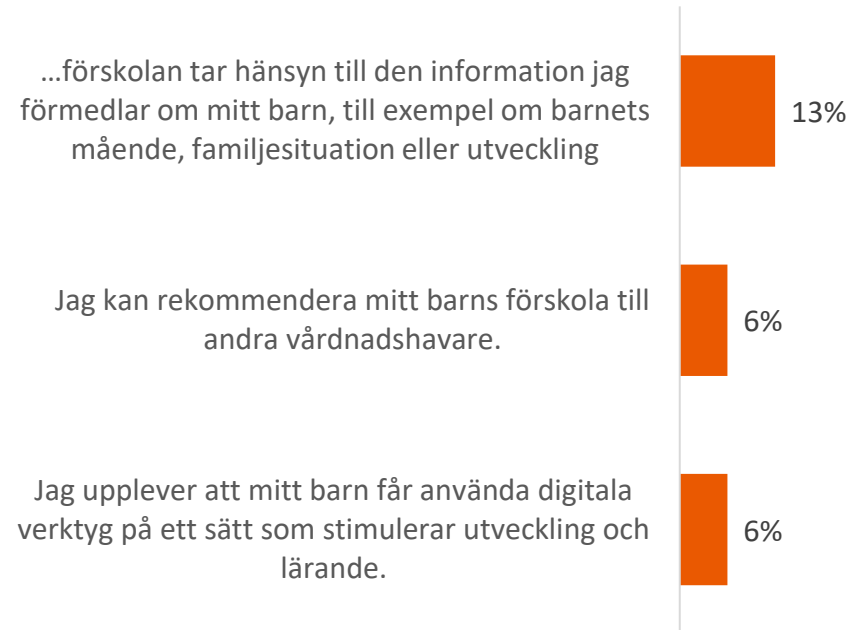 ...förskolan tar hänsyn till den information jag
förmedlar om mitt barn, till exempel om barnets
mående, familjesituation eller utveckling
13%
Jag kan rekommendera mitt barns förskola till
andra vårdnadshavare.
6%
Jag upplever att mitt barn får använda digitala
verktyg på ett sätt som stimulerar utveckling och
lärande.
6%